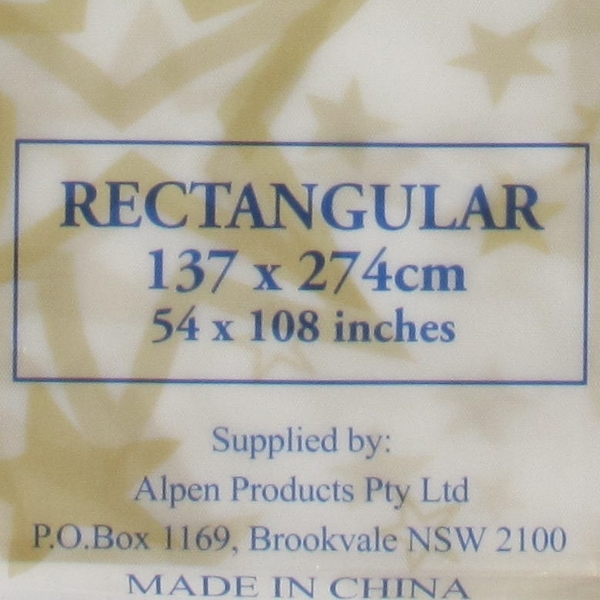 RECTANGULAR
137 x 274cm
54 x 108 inches
Supplied by:
Alpen Products Pty Ltd
P.O.Box 1169, Brookvale NSW 2100
MADE IN CHINA